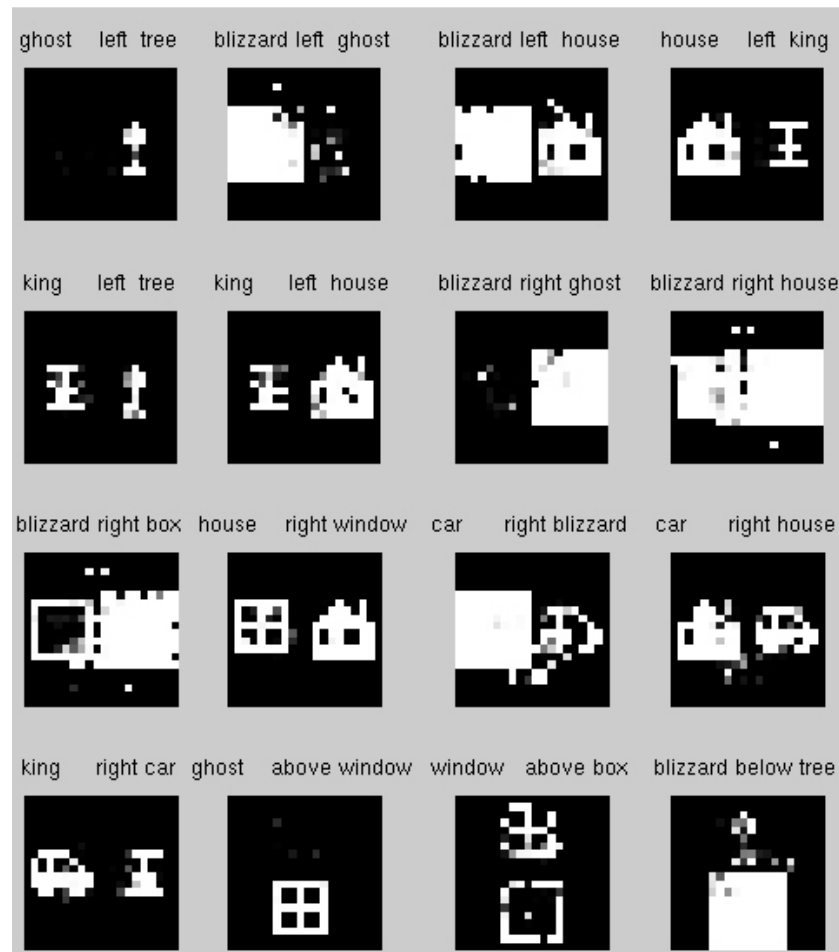 ghost left tree blizzard left ghost blizzard left house house left king
king left tree king left house blizzard right ghost blizzard right house
blizzard right box house right window car right blizzard car right house
king right car ghost above window window above box blizzard below tree